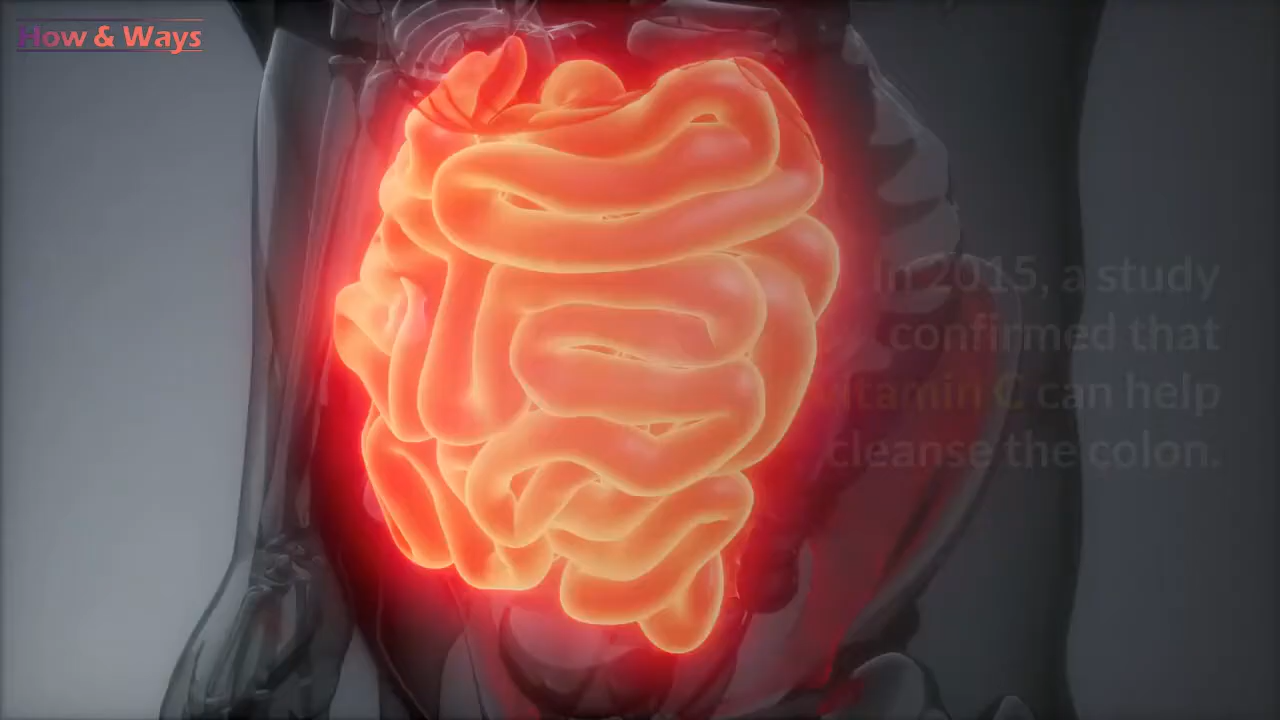 How & Ways
In 2015, a study
confirmed that
vitamin C can help
cleanse the colon.